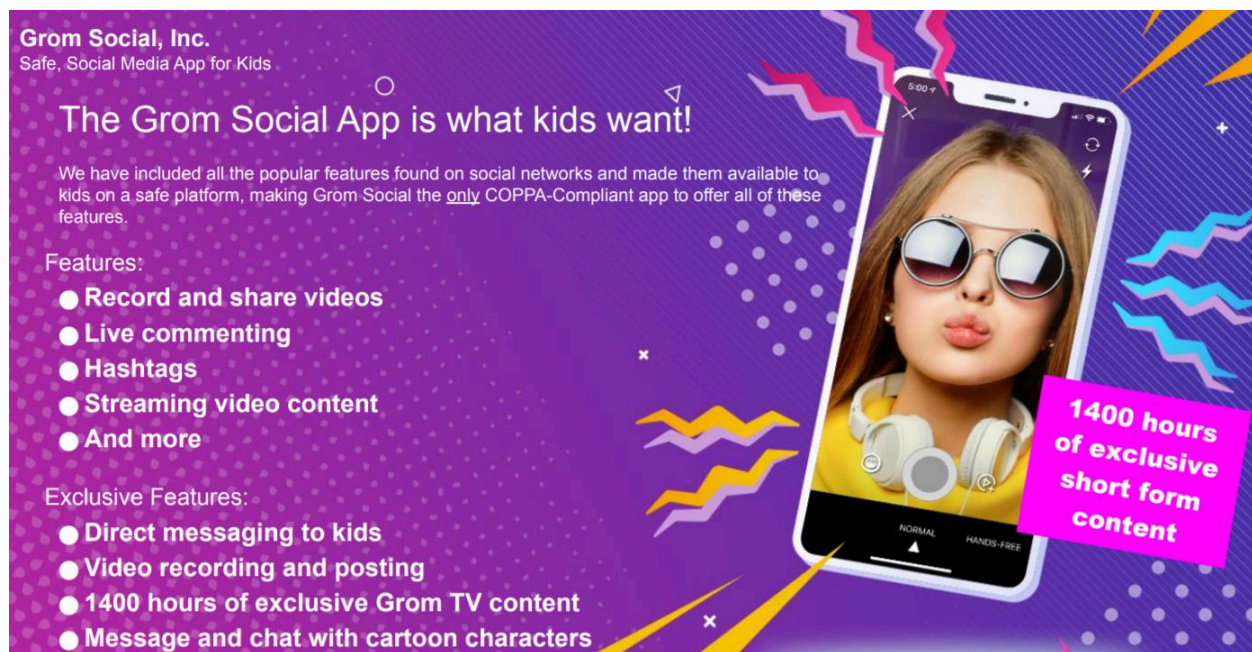 Grom Social, Inc.
Safe, Social Media App for Kids
The Grom Social App is what kids want!
We have included all the popular features found on social networks and made them available to
kids on a safe platform, making Grom Social the only COPPA-Compliant app to offer all of these
features.
Features:
● Record and share videos
● Live commenting
● Hashtags
● Streaming video content
● And more
Exclusive Features:
● Direct messaging to kids
● Video recording and posting
● 1400 hours of exclusive Grom TV content
● Message and chat with cartoon characters
5:00
NORMAL
HANDS-FREE
1400 hours
of exclusive
short form
content